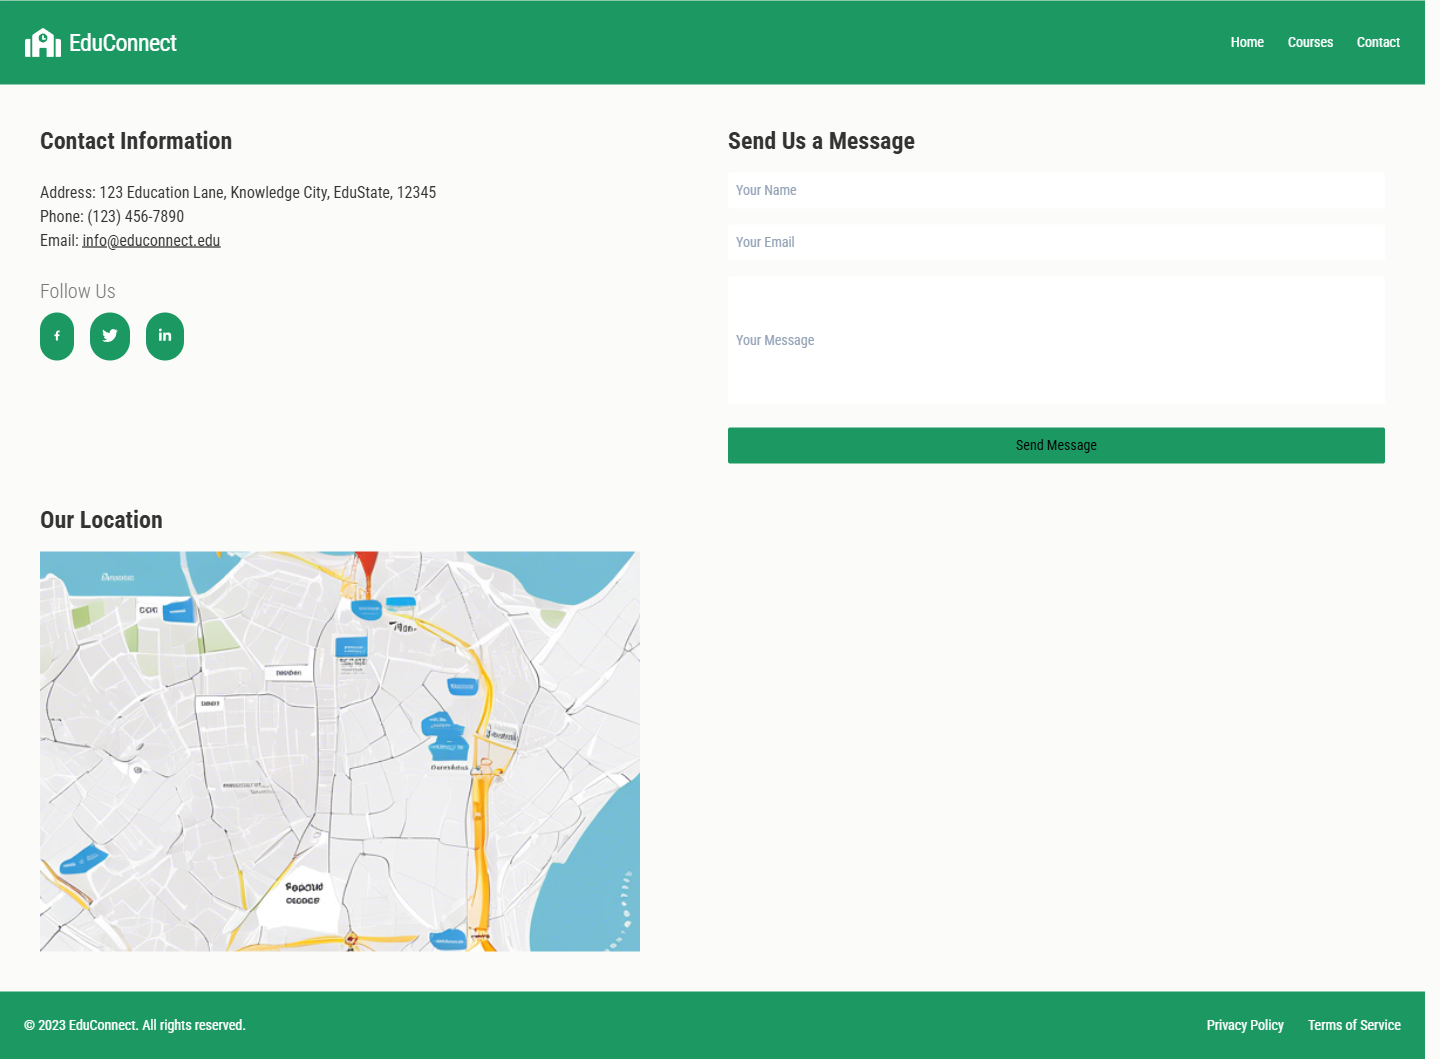 EduConnect
Home
Courses
Contact
Contact Information
Address: 123 Education Lane, Knowledge City, EduState, 12345
Phone: (123) 456-7890
Email: info@educonnect.edu
Follow Us
Send Us a Message
Your Name
Your Email
Your Message
Send Message
Our Location
© 2023 EduConnect. All rights reserved.
Privacy Policy
Terms of Service